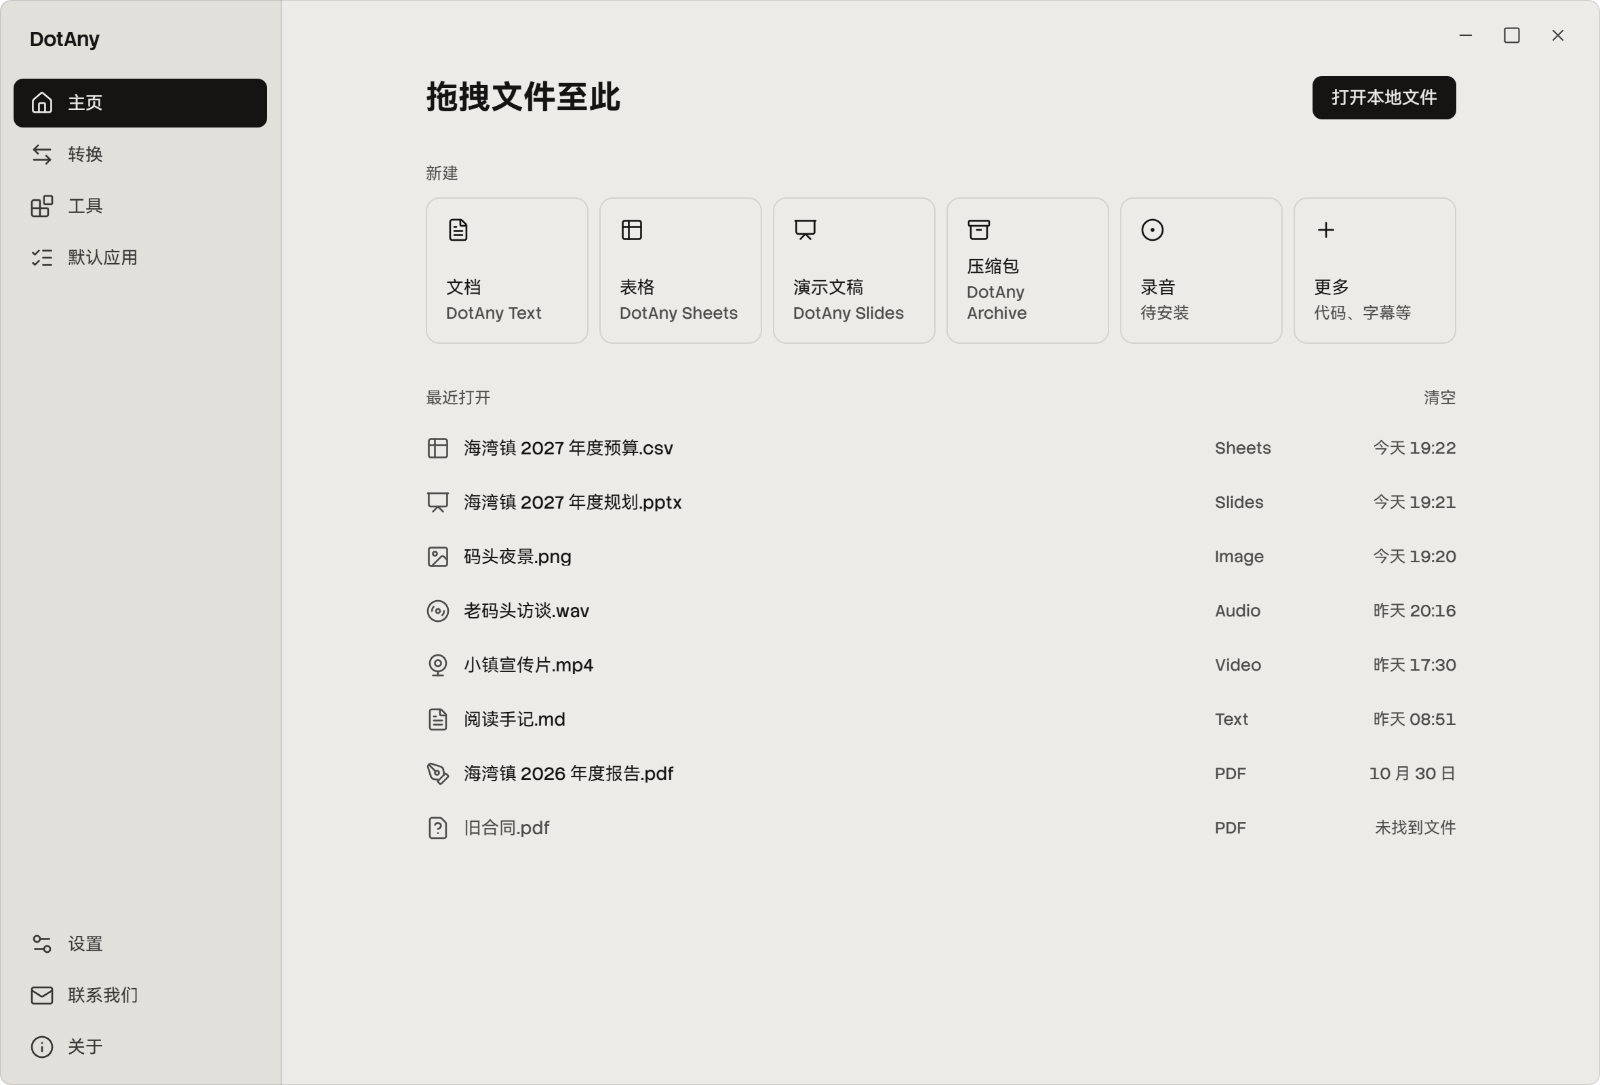 DotAny
主页
转换
工具
默认应用
设置
联系我们
关于
拖拽文件至此
打开本地文件
新建
文档
DotAny Text
表格
DotAny Sheets
演示文稿
DotAny Slides
压缩包
DotAny
Archive
录音
待安装
更多
代码、字幕等
最近打开 清空
海湾镇 2027 年度预算.csv Sheets 今天 19:22
海湾镇 2027 年度规划.pptx Slides 今天 19:21
码头夜景.png Image 今天 19:20
老码头访谈.wav Audio 昨天 20:16
小镇宣传片.mp4 Video 昨天 17:30
阅读手记.md Text 昨天 08:51
海湾镇 2026 年度报告.pdf PDF 10 月 30 日
旧合同.pdf PDF 未找到文件